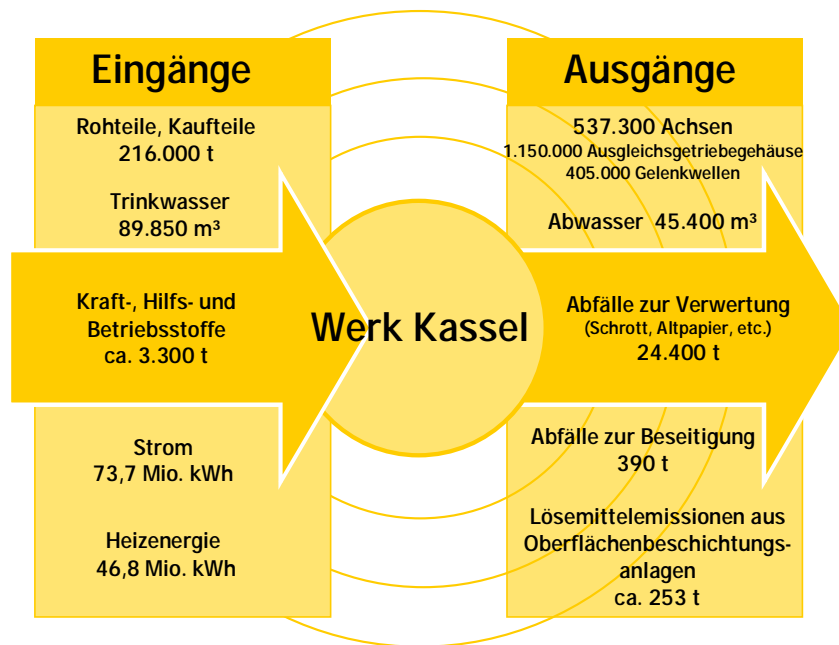 Eingänge
Rohteile, Kaufteile
216.000 t
Trinkwasser
89.850 m³
Kraft-, Hilfs- und
Betriebsstoffe
ca. 3.300 t
Strom
73,7 Mio. kWh
Heizenergie
46,8 Mio. kWh
Werk Kassel
Ausgänge
537.300 Achsen
1.150.000 Ausgleichsgetriebegehäuse
405.000 Gelenkwellen
Abwasser 45.400 m³
Abfälle zur Verwertung
(Schrott, Altpapier, etc.)
24.400 t
Abfälle zur Beseitigung
390 t
Lösemittelemissionen aus
Oberflächenbeschichtungs-
anlagen
ca. 253 t